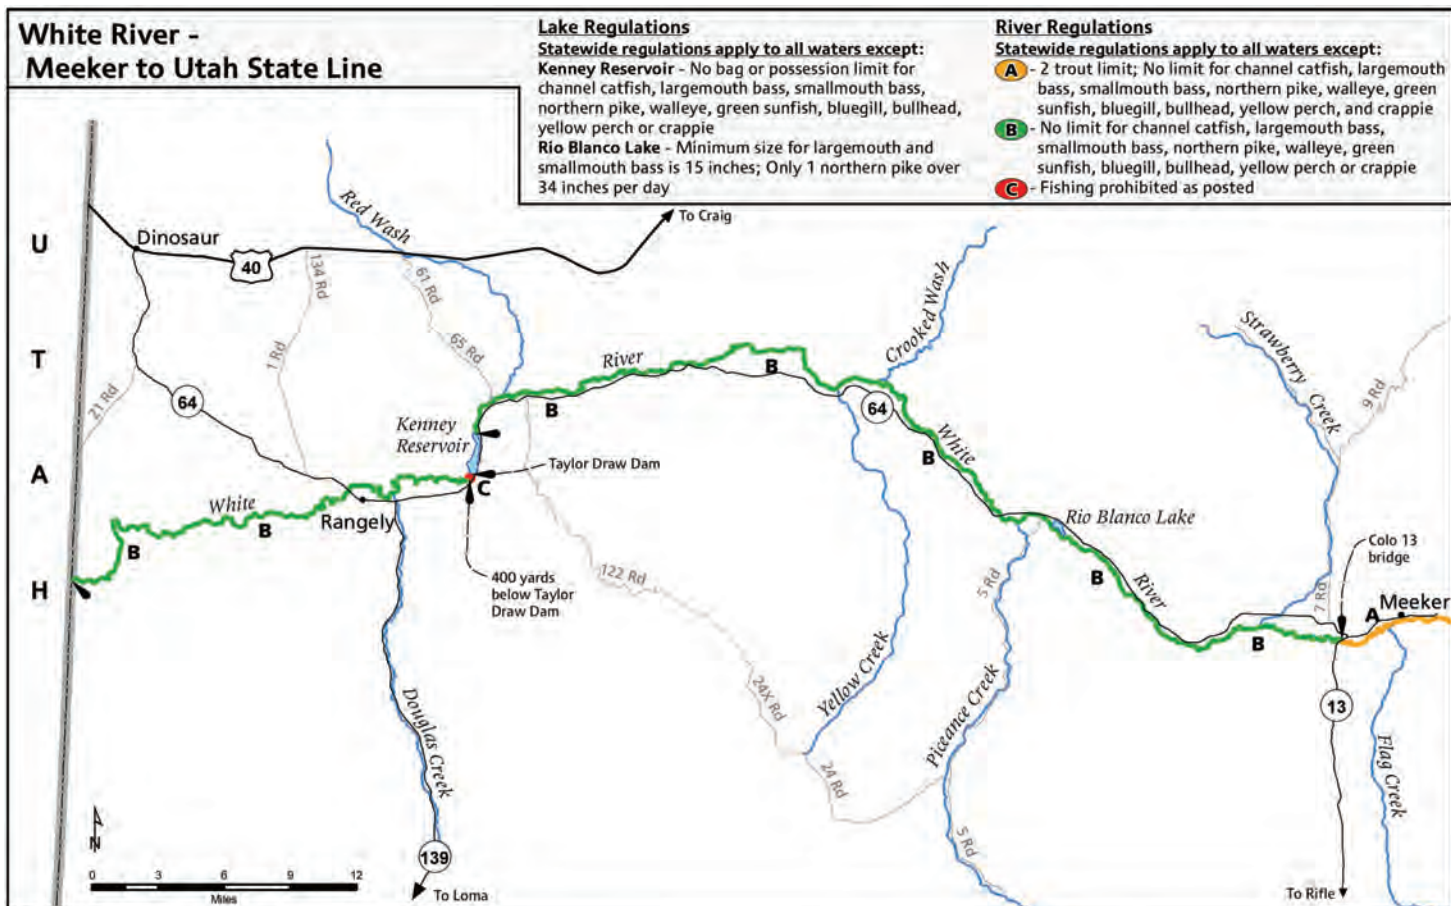 White River -
Meeker to Utah State Line
Lake Regulations
Statewide regulations apply to all waters except:
Kenney Reservoir - No bag or possession limit for
channel catfish, largemouth bass, smallmouth bass,
northern pike, walleye, green sunfish, bluegill, bullhead,
yellow perch or crappie
Rio Blanco Lake - Minimum size for largemouth and
smallmouth bass is 15 inches; Only 1 northern pike over
34 inches per day
River Regulations
Statewide regulations apply to all waters except:
A - 2 trout limit; No limit for channel catfish, largemouth
bass, smallmouth bass, northern pike, walleye, green
sunfish, bluegill, bullhead, yellow perch, and crappie
B - No limit for channel catfish, largemouth bass,
smallmouth bass, northern pike, walleye, green
sunfish, bluegill, bullhead, yellow perch or crappie
C - Fishing prohibited as posted
U
T
A
H
To Craig
Red Wash
Dinosaur
40
134 Rd
61 Rd
Crooked Wash
Strawberry Creek
1 Rd
65 Rd
River
B
B
21 Rd
64
9 Rd
64
Kenney
Reservoir
White
B
Taylor Draw Dam
C
White
B
B
Rangely
Rio Blanco Lake
Colo 13
bridge
400 yards
below Taylor
Draw Dam
122 Rd
5 Rd
B
River
7 Rd
A
Meeker
B
Yellow Creek
24X Rd
Piceance Creek
13
Douglas Creek
Flag Creek
24 Rd
5 Rd
N
139
0 3 6 9 12
Miles
To Loma
To Rifle